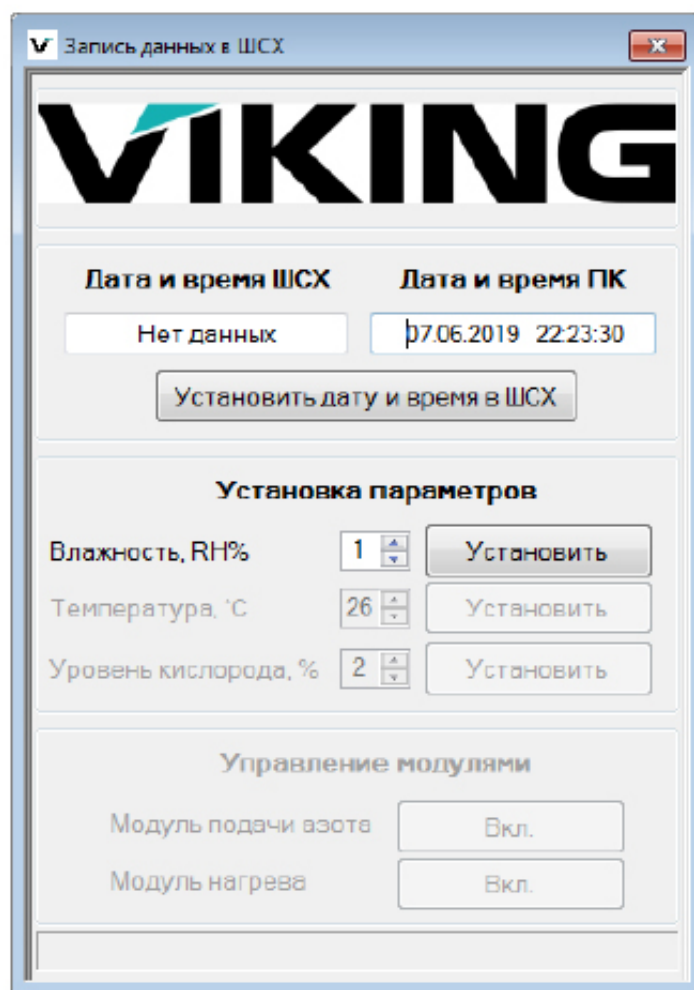 Запись данных в ШСХ
VIKING
Дата и время ШСХ Дата и время ПК
Нет данных 07.06.2019 22:23:30
Установить дату и время в ШСХ
Установка параметров
Влажность, RH% 1 Установить
Температура, °C 26 Установить
Уровень кислорода, % 2 Установить
Управление модулями
Модуль подачи азота Вкл.
Модуль нагрева Вкл.